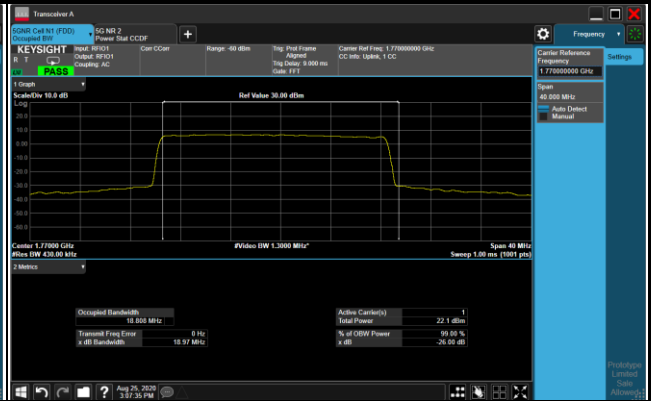 Transceiver A
5GNR Cell N1 (FDD)
Occupied BW
5G NR 2
Power Stat CCDF
+
Frequency
KEYSIGHT
R T
PASS
Input: RFIO1
Output: RFIO1
Coupling: AC
Corr CCorr
Range: -60 dBm
Trig: Prot Frame
Aligned
Trig Delay: 0.000 ms
Gate: FFT
Carrier Ref Freq: 1.770000000 GHz
CC Info: Uplink, 1 CC
Carrier Reference
Frequency
1.770000000 GHz
Settings
Span
40.000 MHz
Auto Detect
Manual
1 Graph
Scale/Div 10.0 dB
Ref Value 30.00 dBm
Log
20.0
10.0
0.00
-10.0
-20.0
-30.0
-40.0
-50.0
-60.0
Center 1.77000 GHz
#Video BW 1.3000 MHz*
Span 40 MHz
#Res BW 430.00 kHz
Sweep 1.00 ms (1001 pts)
2 Metrics
Occupied Bandwidth
18.808 MHz
Active Carrier(s) 1
Total Power 22.1 dBm
Transmit Freq Error 0 Hz
x dB Bandwidth 18.97 MHz
% of OBW Power 99.00 %
x dB -26.00 dB
Prototype
Limited
Sale
Allowed
?
Aug 25, 2020
3:07:35 PM